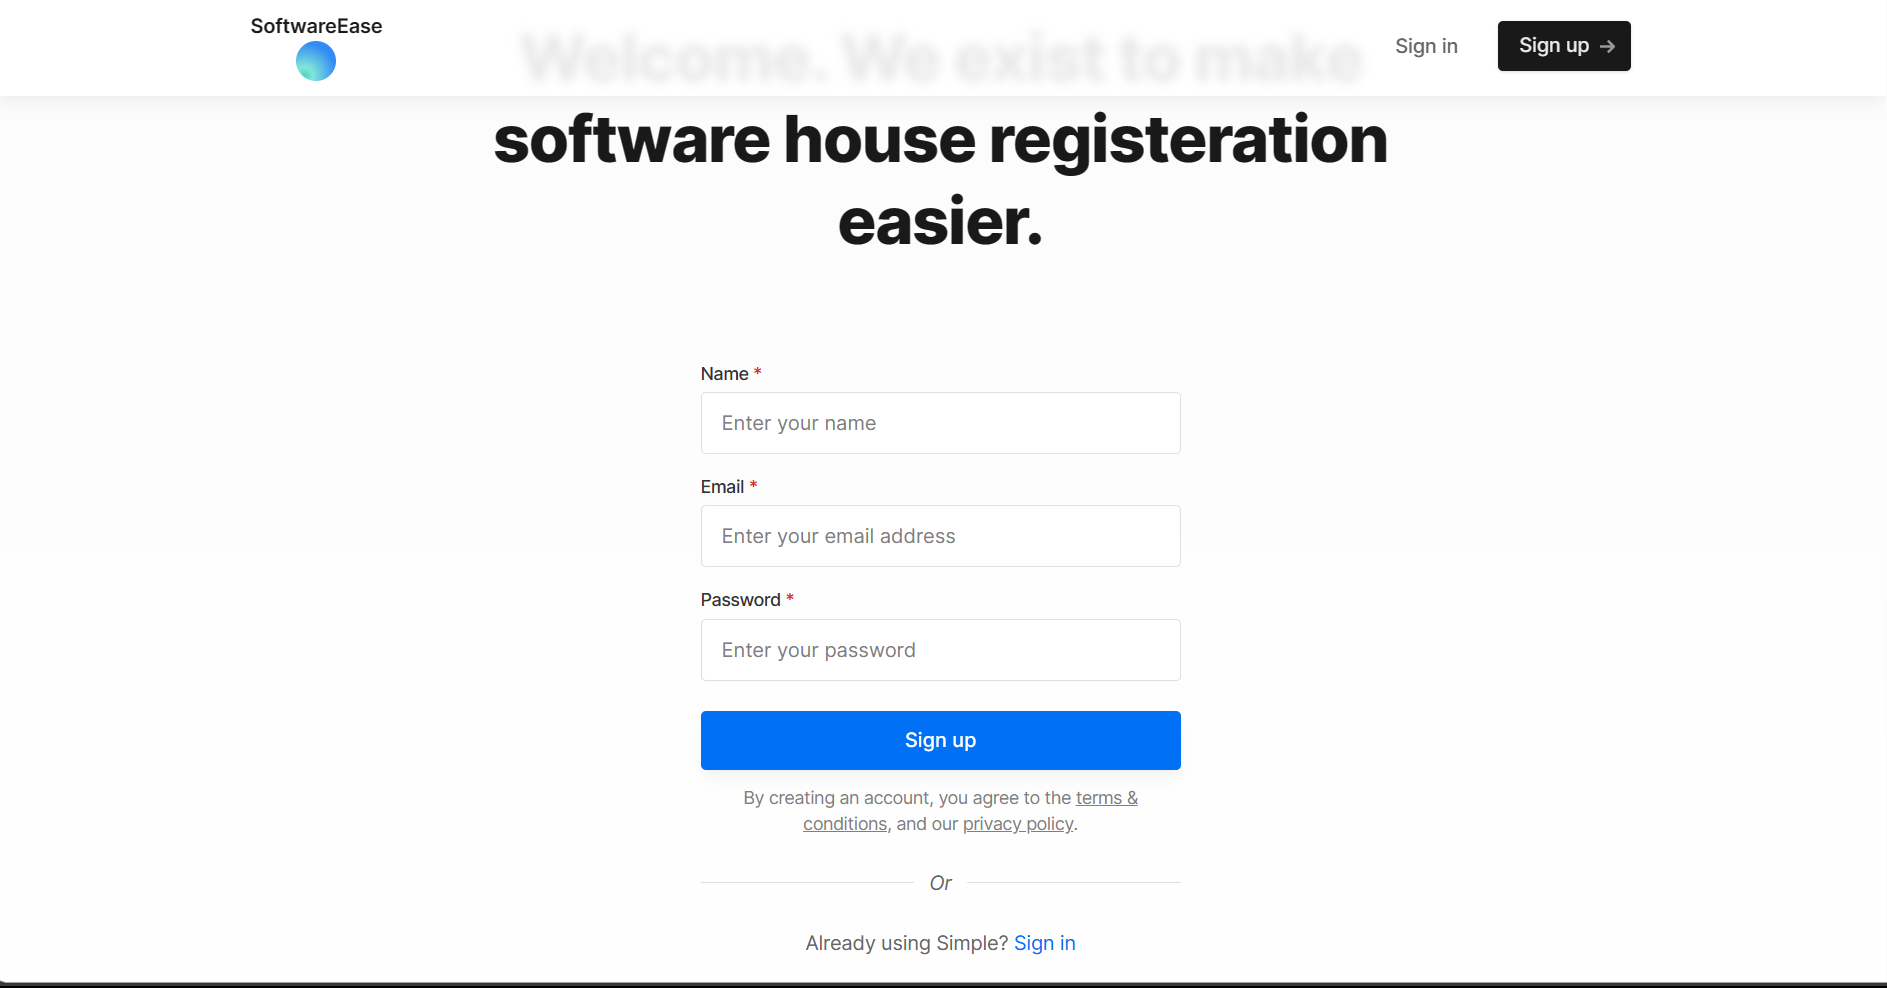 SoftwareEase
Sign in
Sign up
Welcome. We exist to make
software house registeration
easier.
Name *
Enter your name
Email *
Enter your email address
Password *
Enter your password
Sign up
By creating an account, you agree to the terms &
conditions, and our privacy policy.
Or
Already using Simple? Sign in